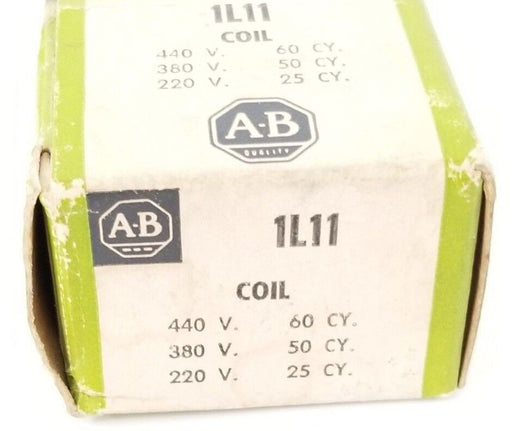 1L11
COIL
440 V. 60 CY.
380 V. 50 CY.
220 V. 25 CY.
A-B
QUALITY
A-B
1L11
COIL
440 V. 60 CY.
380 V. 50 CY.
220 V. 25 CY.